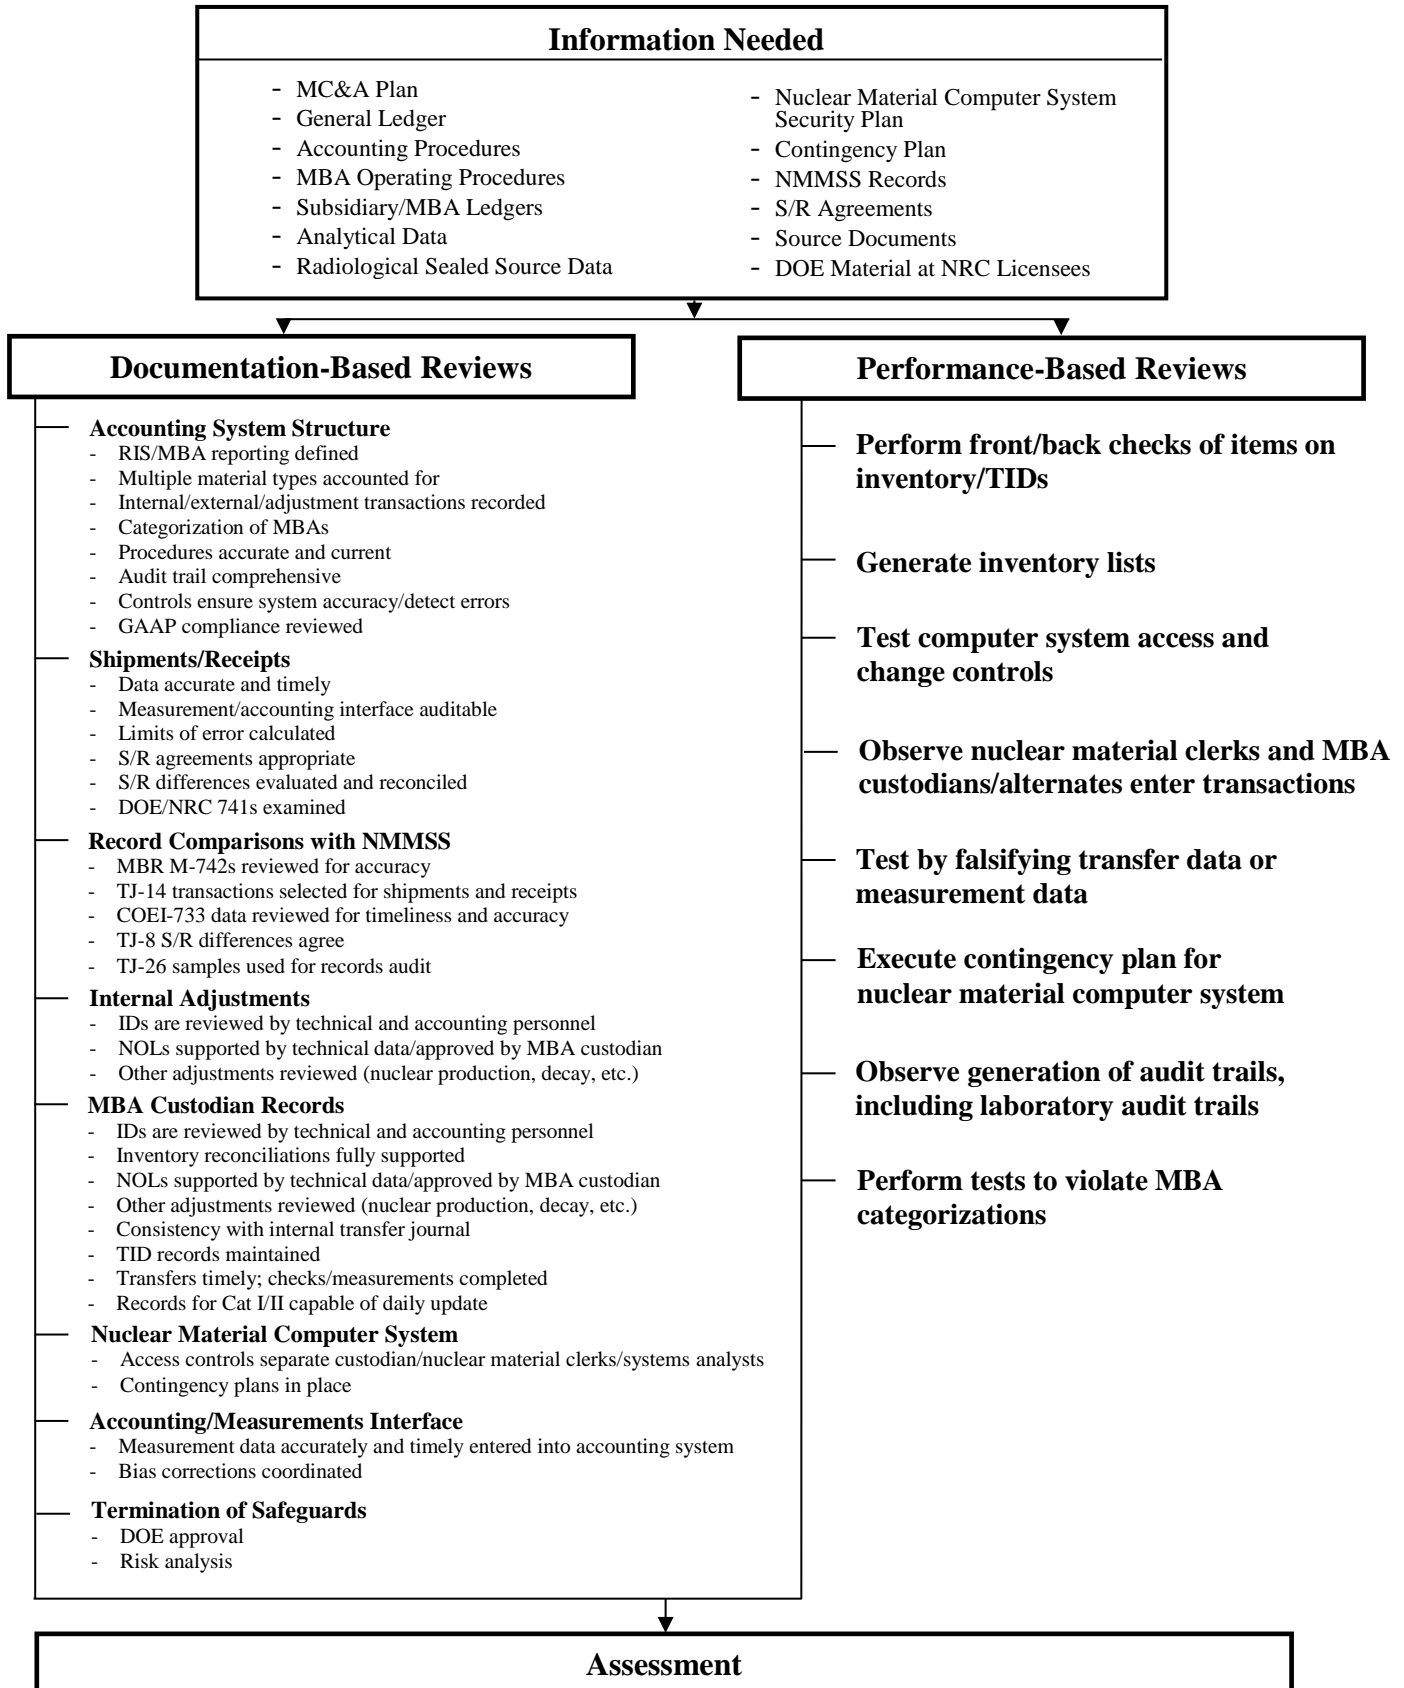 Information Needed
- MC&A Plan
- General Ledger
- Accounting Procedures
- MBA Operating Procedures
- Subsidiary/MBA Ledgers
- Analytical Data
- Radiological Sealed Source Data
- Nuclear Material Computer System
Security Plan
- Contingency Plan
- NMMSS Records
- S/R Agreements
- Source Documents
- DOE Material at NRC Licensees
Documentation-Based Reviews
Accounting System Structure
- RIS/MBA reporting defined
- Multiple material types accounted for
- Internal/external/adjustment transactions recorded
- Categorization of MBAs
- Procedures accurate and current
- Audit trail comprehensive
- Controls ensure system accuracy/detect errors
- GAAP compliance reviewed
Shipments/Receipts
- Data accurate and timely
- Measurement/accounting interface auditable
- Limits of error calculated
- S/R agreements appropriate
- S/R differences evaluated and reconciled
- DOE/NRC 741s examined
Record Comparisons with NMMSS
- MBR M-742s reviewed for accuracy
- TJ-14 transactions selected for shipments and receipts
- COEI-733 data reviewed for timeliness and accuracy
- TJ-8 S/R differences agree
- TJ-26 samples used for records audit
Internal Adjustments
- IDs are reviewed by technical and accounting personnel
- NOLs supported by technical data/approved by MBA custodian
- Other adjustments reviewed (nuclear production, decay, etc.)
MBA Custodian Records
- IDs are reviewed by technical and accounting personnel
- Inventory reconciliations fully supported
- NOLs supported by technical data/approved by MBA custodian
- Other adjustments reviewed (nuclear production, decay, etc.)
- Consistency with internal transfer journal
- TID records maintained
- Transfers timely; checks/measurements completed
- Records for Cat I/II capable of daily update
Nuclear Material Computer System
- Access controls separate custodian/nuclear material clerks/systems analysts
- Contingency plans in place
Accounting/Measurements Interface
- Measurement data accurately and timely entered into accounting system
- Bias corrections coordinated
Termination of Safeguards
- DOE approval
- Risk analysis
Performance-Based Reviews
Perform front/back checks of items on
inventory/TIDs
Generate inventory lists
Test computer system access and
change controls
Observe nuclear material clerks and MBA
custodians/alternates enter transactions
Test by falsifying transfer data or
measurement data
Execute contingency plan for
nuclear material computer system
Observe generation of audit trails,
including laboratory audit trails
Perform tests to violate MBA
categorizations
Assessment